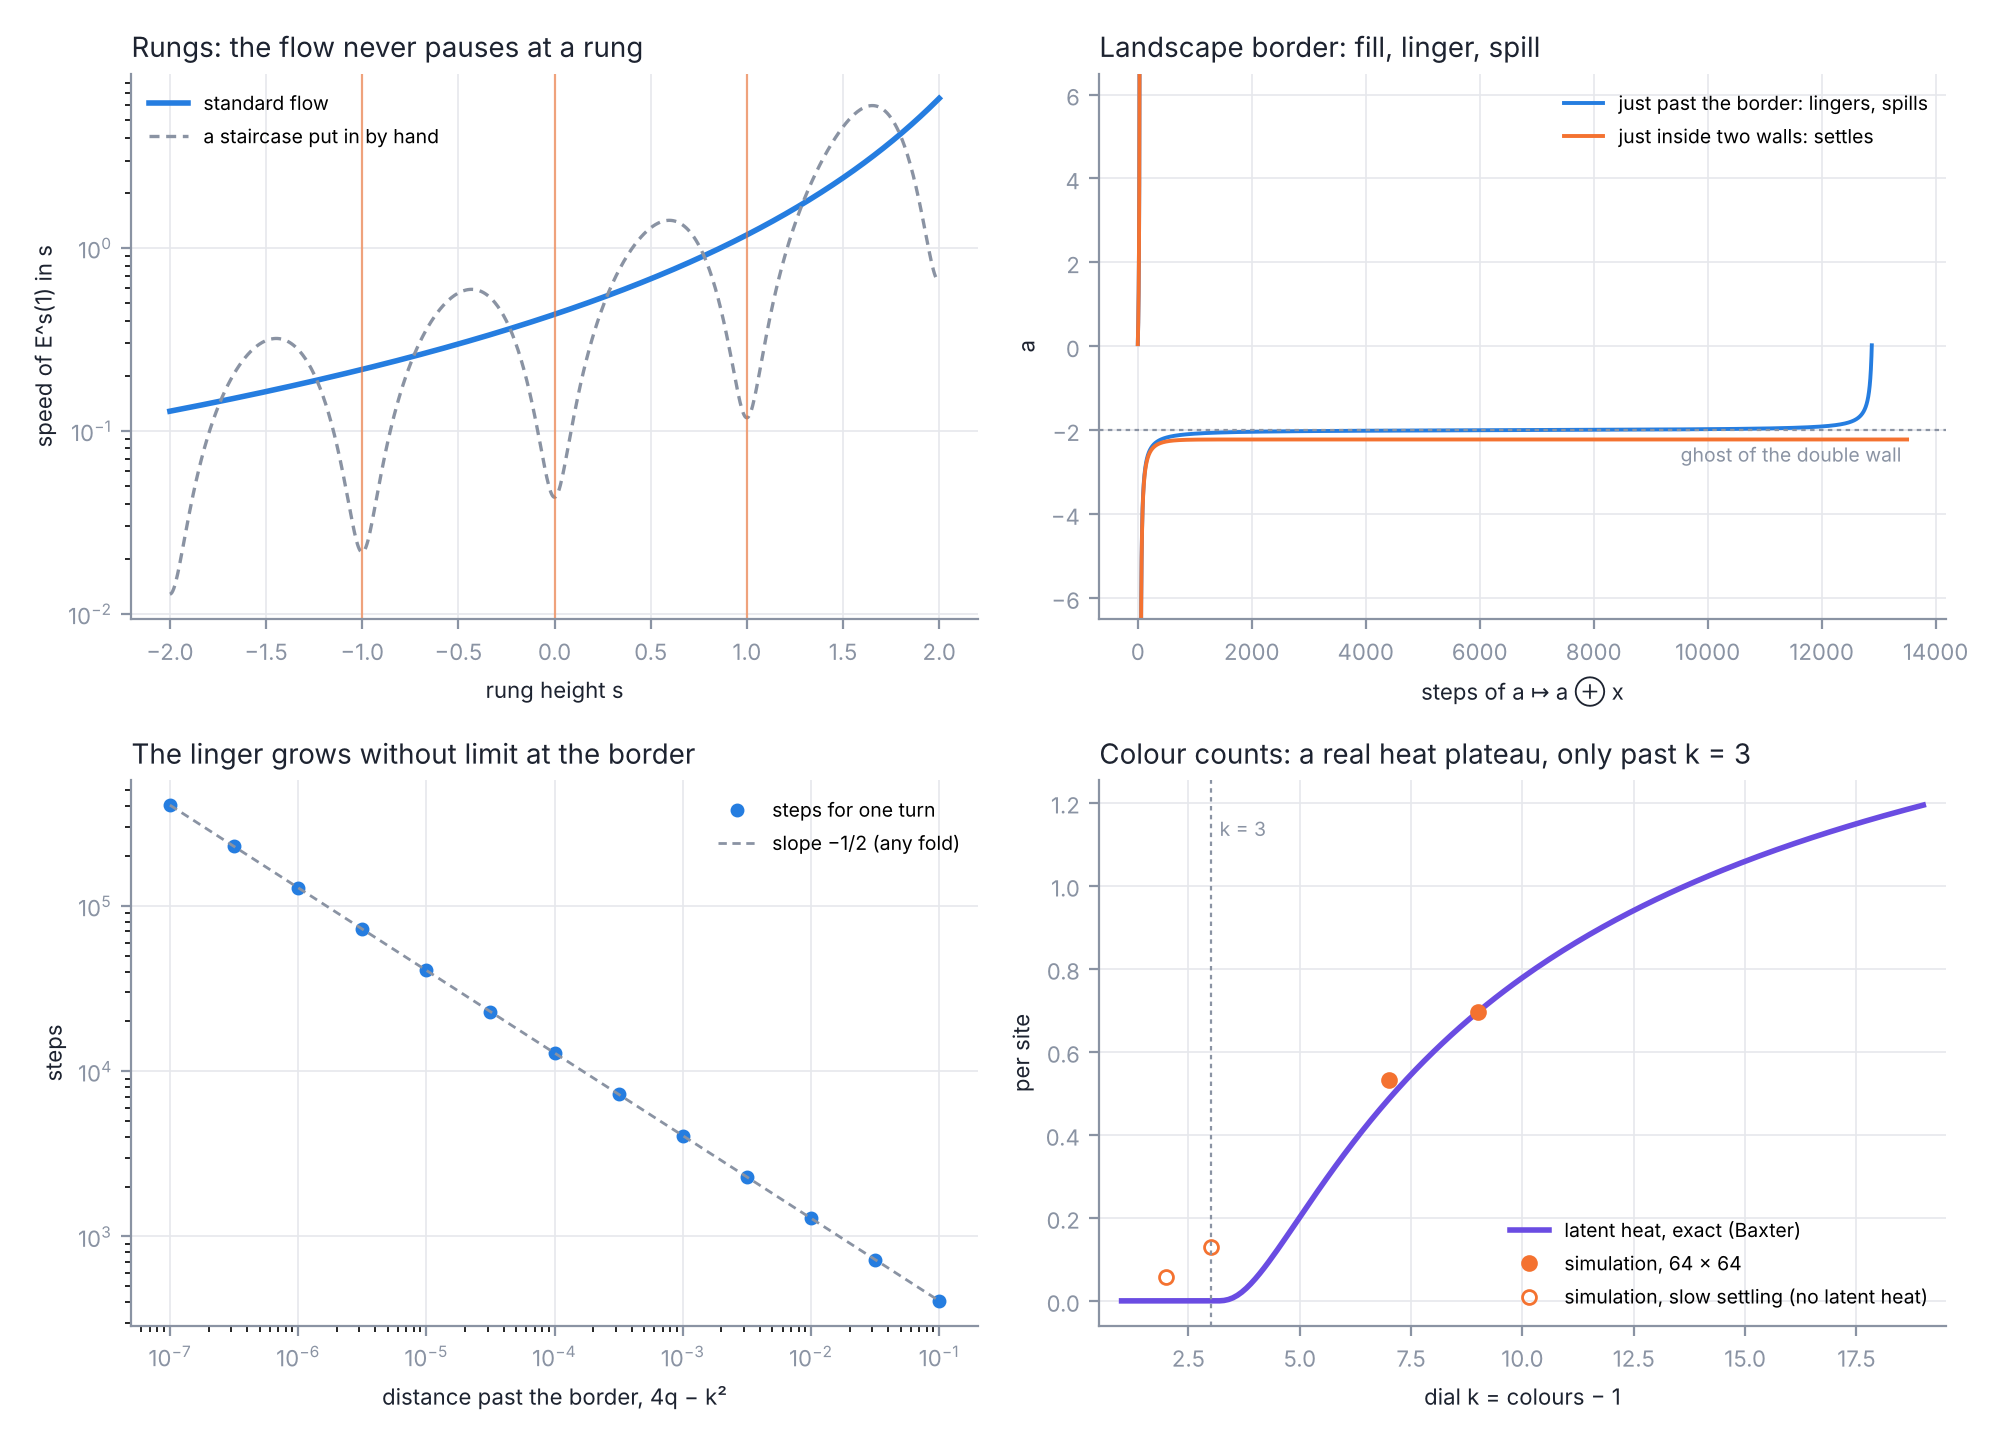 Rungs: the flow never pauses at a rung
standard flow
a staircase put in by hand
speed of E^s(1) in s
10⁰
10⁻¹
10⁻²
−2.0 −1.5 −1.0 −0.5 0.0 0.5 1.0 1.5 2.0
rung height s
Landscape border: fill, linger, spill
just past the border: lingers, spills
just inside two walls: settles
a
6
4
2
0
−2
−4
−6
ghost of the double wall
0 2000 4000 6000 8000 10000 12000 14000
steps of a ↦ a ⊕ x
The linger grows without limit at the border
steps for one turn
slope −1/2 (any fold)
steps
10⁵
10⁴
10³
10⁻⁷ 10⁻⁶ 10⁻⁵ 10⁻⁴ 10⁻³ 10⁻² 10⁻¹
distance past the border, 4q − k²
Colour counts: a real heat plateau, only past k = 3
k = 3
per site
1.2
1.0
0.8
0.6
0.4
0.2
0.0
latent heat, exact (Baxter)
simulation, 64 × 64
simulation, slow settling (no latent heat)
2.5 5.0 7.5 10.0 12.5 15.0 17.5
dial k = colours − 1